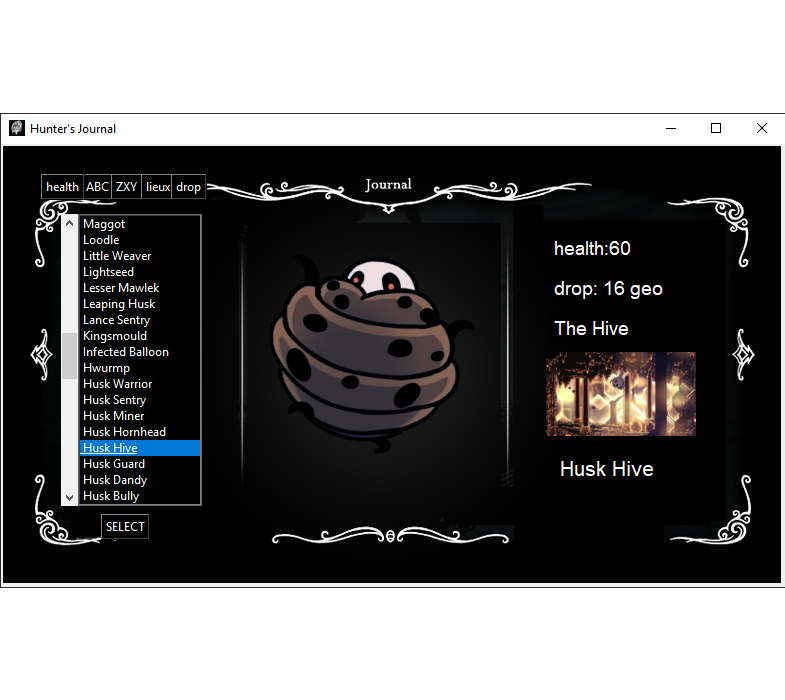 Hunter's Journal
health ABC ZXY lieux drop
Journal
Maggot
Loodle
Little Weaver
Lightseed
Lesser Mawlek
Leaping Husk
Lance Sentry
Kingsmould
Infected Balloon
Hwurmp
Husk Warrior
Husk Sentry
Husk Miner
Husk Hornhead
Husk Hive
Husk Guard
Husk Dandy
Husk Bully
SELECT
health:60
drop: 16 geo
The Hive
Husk Hive